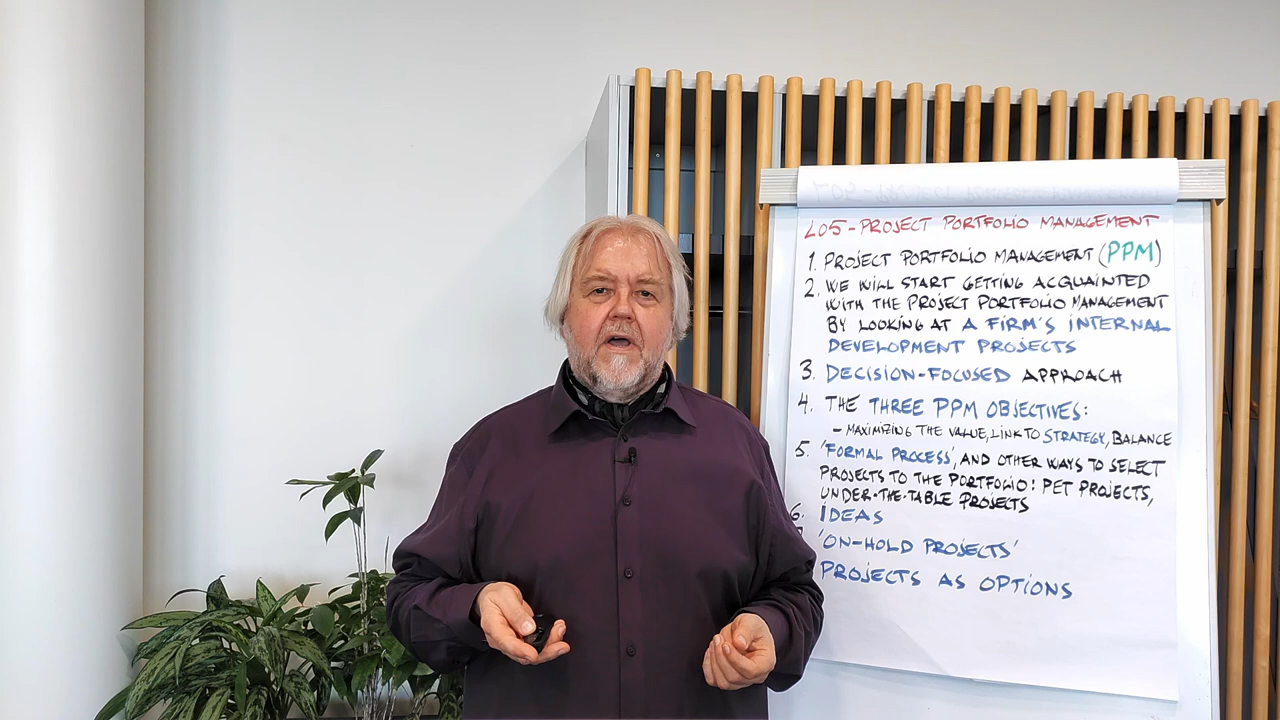 L05-PROJECT PORTFOLIO MANAGEMENT
1. PROJECT PORTFOLIO MANAGEMENT (PPM)
2. WE WILL START GETTING ACQUAINTED
WITH THE PROJECT PORTFOLIO MANAGEMENT
BY LOOKING AT A FIRM'S INTERNAL
DEVELOPMENT PROJECTS
3. DECISION-FOCUSED APPROACH
4. THE THREE PPM OBJECTIVES:
- MAXIMIZING THE VALUE, LINK TO STRATEGY, BALANCE
5. 'FORMAL PROCESS', AND OTHER WAYS TO SELECT
PROJECTS TO THE PORTFOLIO: PET PROJECTS,
UNDER-THE-TABLE PROJECTS
6. IDEAS
'ON-HOLD PROJECTS'
PROJECTS AS OPTIONS